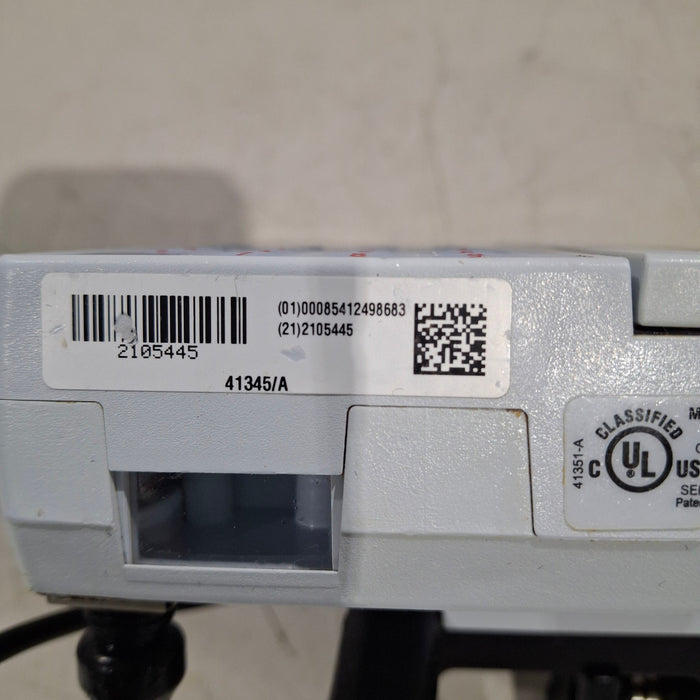 (01)00085412498683
(21)2105445
2105445
41345/A
CLASSIFIED
UL
C US
41351-A